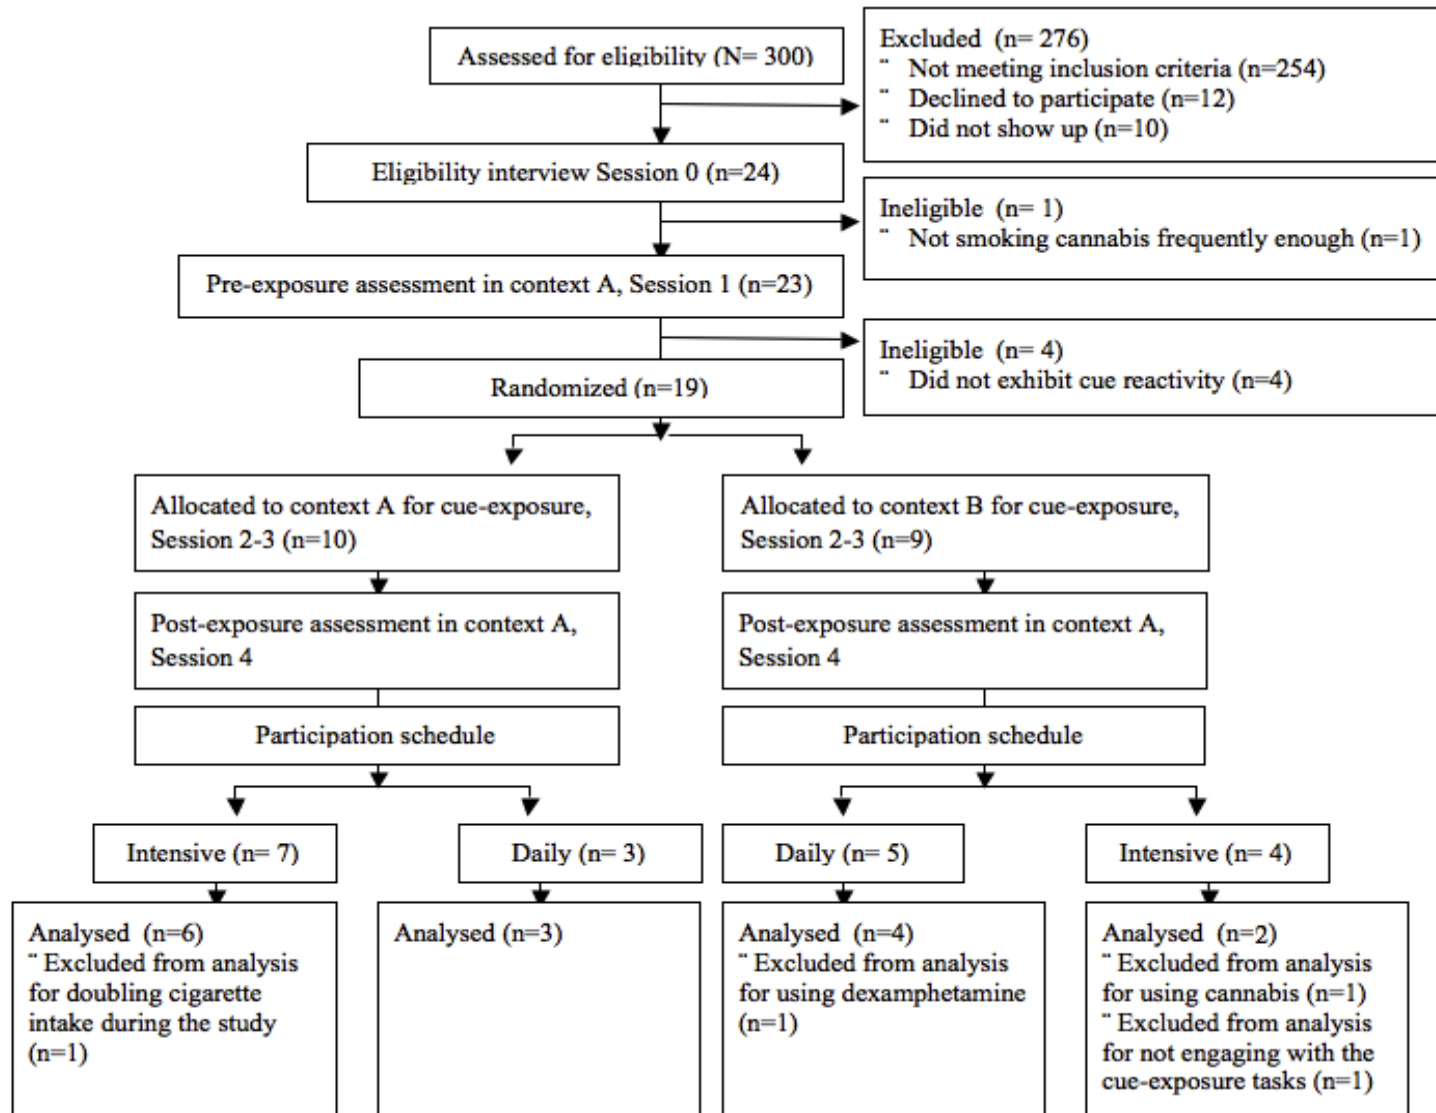 Assessed for eligibility (N= 300)
Excluded (n= 276)
¨ Not meeting inclusion criteria (n=254)
¨ Declined to participate (n=12)
¨ Did not show up (n=10)
Eligibility interview Session 0 (n=24)
Ineligible (n= 1)
¨ Not smoking cannabis frequently enough (n=1)
Pre-exposure assessment in context A, Session 1 (n=23)
Ineligible (n= 4)
¨ Did not exhibit cue reactivity (n=4)
Randomized (n=19)
Allocated to context A for cue-exposure,
Session 2-3 (n=10)
Allocated to context B for cue-exposure,
Session 2-3 (n=9)
Post-exposure assessment in context A,
Session 4
Post-exposure assessment in context A,
Session 4
Participation schedule
Participation schedule
Intensive (n= 7)
Daily (n= 3)
Daily (n= 5)
Intensive (n= 4)
Analysed (n=6)
¨ Excluded from analysis
for doubling cigarette
intake during the study
(n=1)
Analysed (n=3)
Analysed (n=4)
¨ Excluded from analysis
for using dexamphetamine
(n=1)
Analysed (n=2)
¨ Excluded from analysis
for using cannabis (n=1)
¨ Excluded from analysis
for not engaging with the
cue-exposure tasks (n=1)